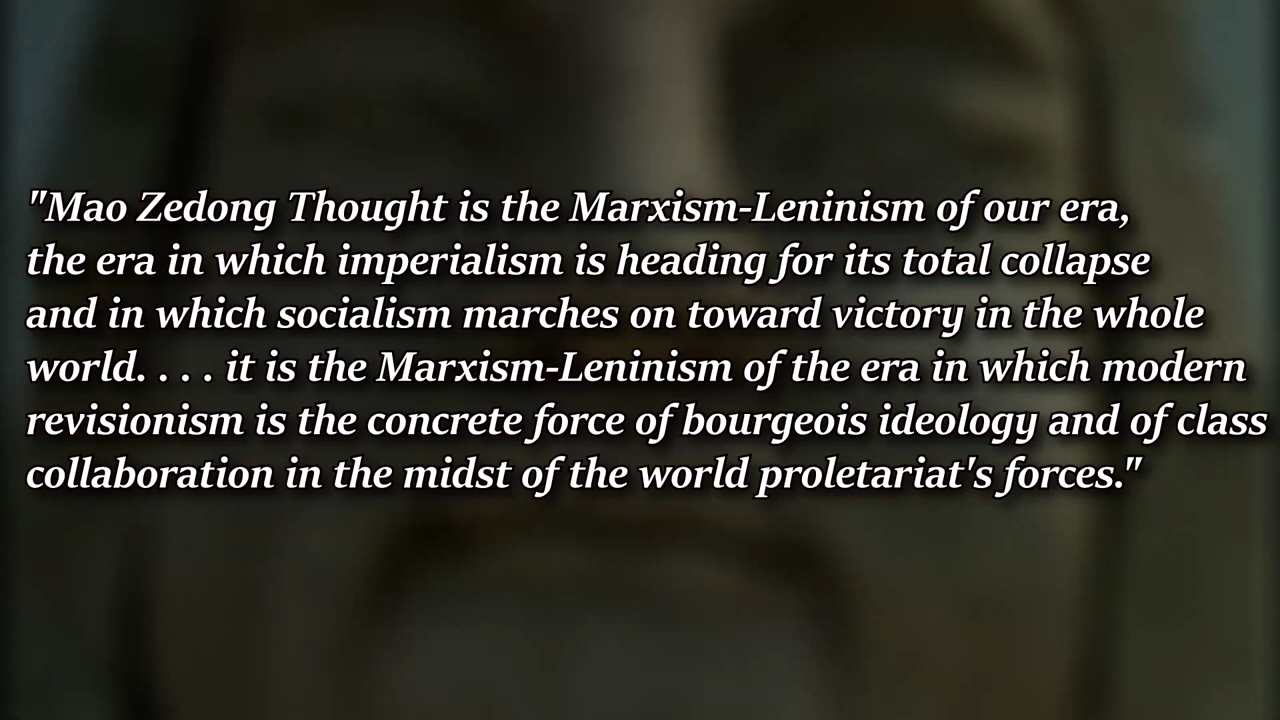 "Mao Zedong Thought is the Marxism-Leninism of our era,
the era in which imperialism is heading for its total collapse
and in which socialism marches on toward victory in the whole
world. . . . it is the Marxism-Leninism of the era in which modern
revisionism is the concrete force of bourgeois ideology and of class
collaboration in the midst of the world proletariat's forces."